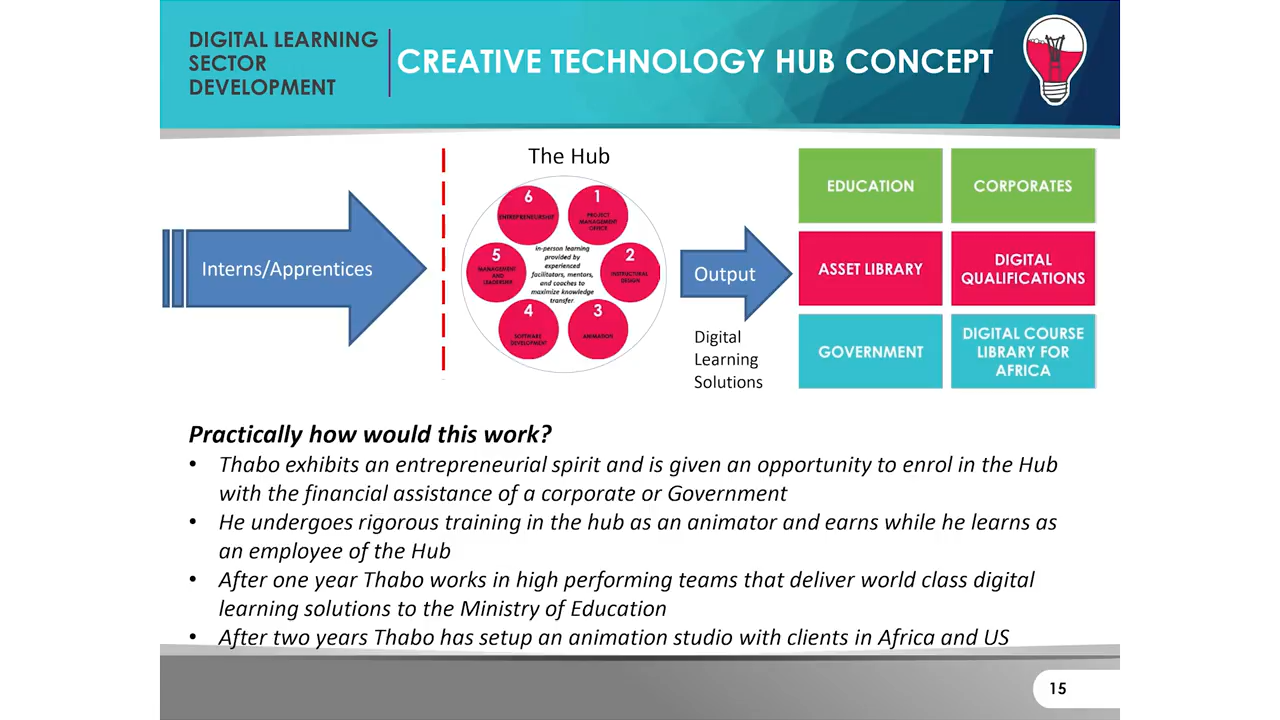 DIGITAL LEARNING
SECTOR
DEVELOPMENT
CREATIVE TECHNOLOGY HUB CONCEPT
Interns/Apprentices
The Hub
6
ENTREPRENEURSHIP
1
PROJECT
MANAGEMENT
OFFICE
5
MANAGEMENT
AND
LEADERSHIP
in-person learning
provided by
experienced
facilitators, mentors,
and coaches to
maximize knowledge
transfer
2
INSTRUCTIONAL
DESIGN
4
SOFTWARE
DEVELOPMENT
3
ANIMATION
Output
Digital
Learning
Solutions
EDUCATION
CORPORATES
ASSET LIBRARY
DIGITAL
QUALIFICATIONS
GOVERNMENT
DIGITAL COURSE
LIBRARY FOR
AFRICA
Practically how would this work?
• Thabo exhibits an entrepreneurial spirit and is given an opportunity to enrol in the Hub
with the financial assistance of a corporate or Government
• He undergoes rigorous training in the hub as an animator and earns while he learns as
an employee of the Hub
• After one year Thabo works in high performing teams that deliver world class digital
learning solutions to the Ministry of Education
• After two years Thabo has setup an animation studio with clients in Africa and US
15